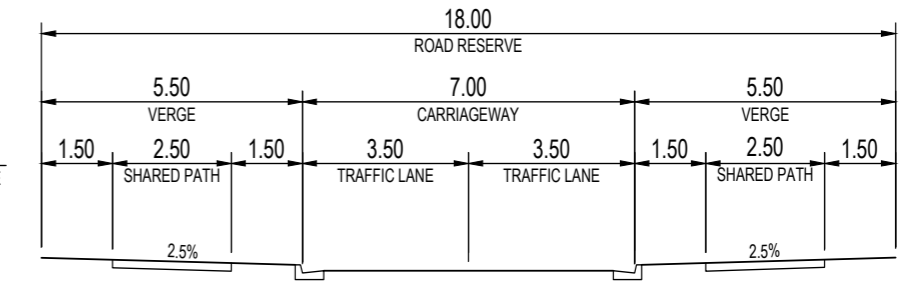 18.00
ROAD RESERVE
5.50 7.00 5.50
VERGE CARRIAGEWAY VERGE
1.50 2.50 1.50 3.50 3.50 1.50 2.50 1.50
SHARED PATH TRAFFIC LANE TRAFFIC LANE SHARED PATH
2.5% 2.5%